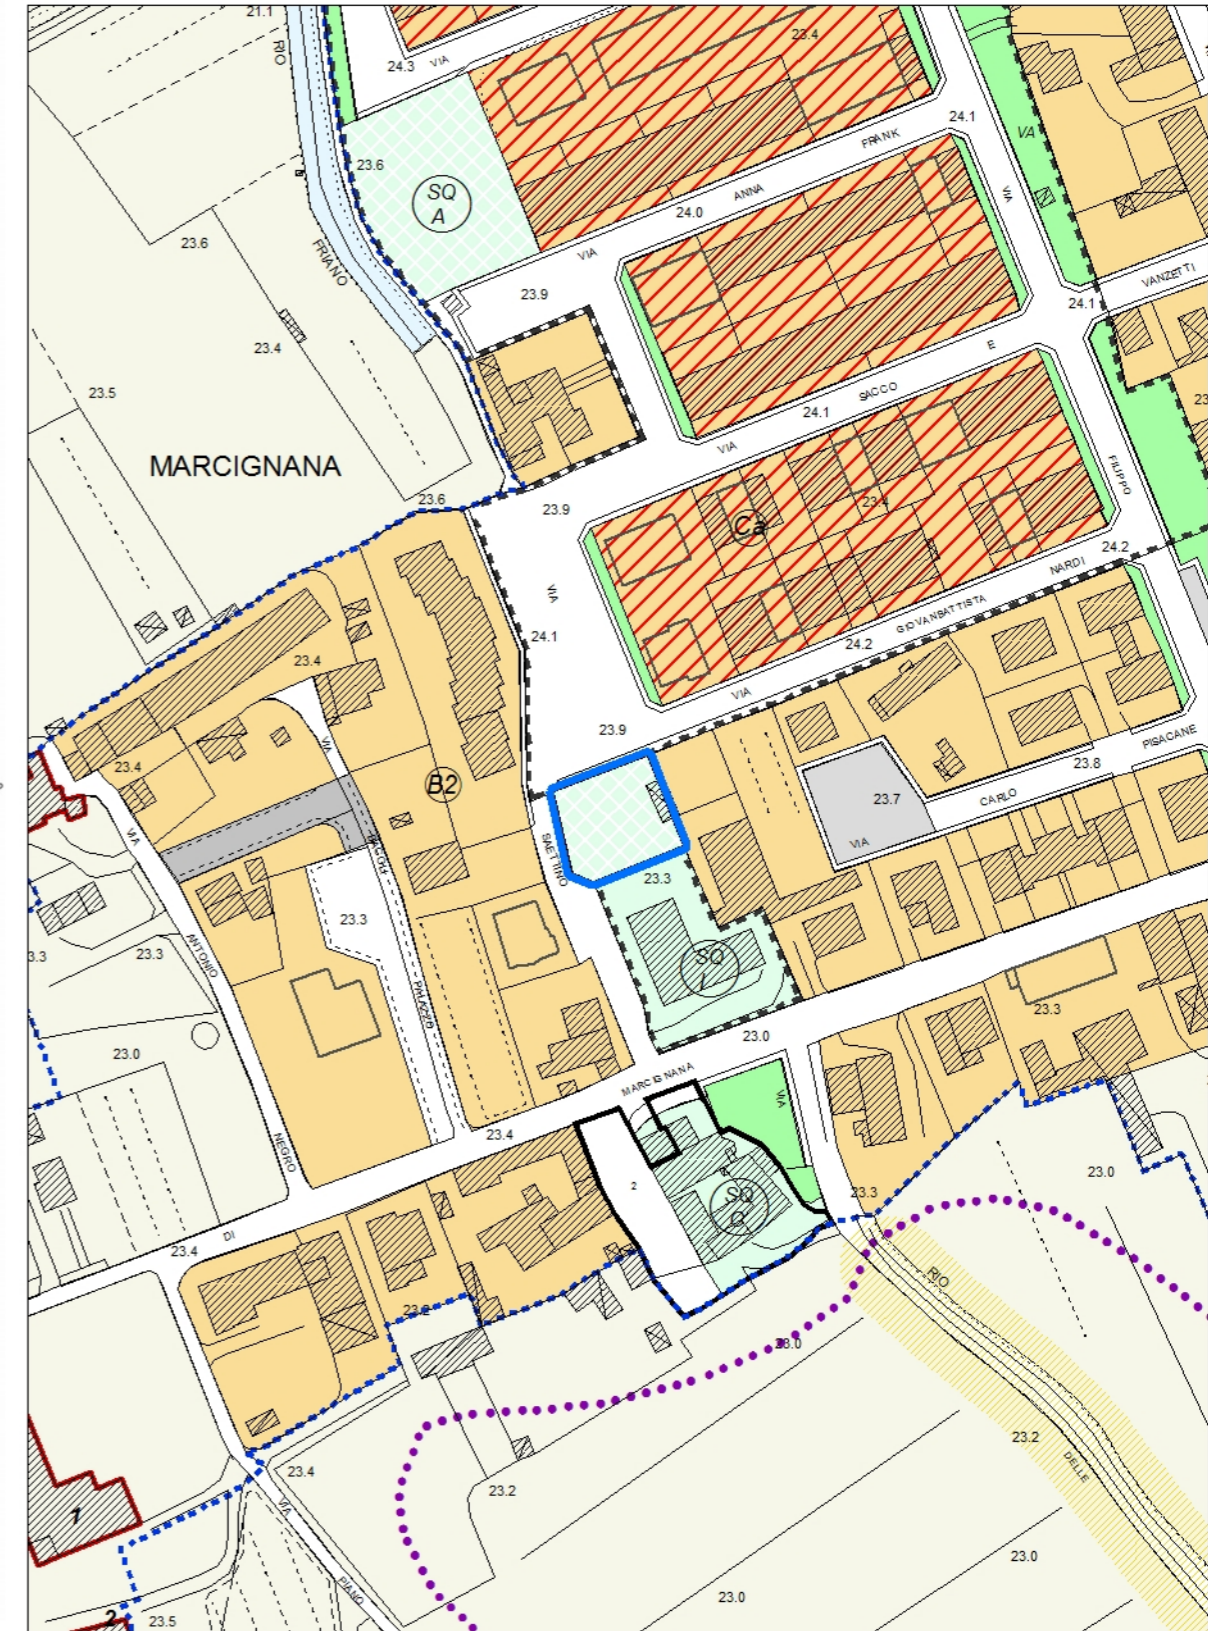 21.1
RIO
24.3
VIA
23.4
24.1
FRANK
VA
23.6
SQ
A
ANNA
VIA
24.0
23.6
FRIANO
VIA
VANZETTI
23.9
24.1
23.4
E
23.5
SACCO
24.1
23
VIA
MARCIGNANA
FILIPPO
23.6
23.9
23.4
Ca
24.2
NARDI
VIA
GIOVANBATTISTA
24.1
24.2
23.4
VIA
23.9
PISACANE
VIA
23.4
23.8
B2
23.7
CARLO
VIA
VIA
SAETTINO
23.3
23.3
ANTONIO
23.3
3.3
SQ
I
PALAZZO
23.3
23.0
23.0
MARCIGNANA
VIA
23.4
NEGRO
2
23.0
SQ
23.3
DI
23.4
RIO
23.2
23.0
23.2
DELLE
23.4
23.2
VIA
1
23.0
PIANO
23.0
2
23.5